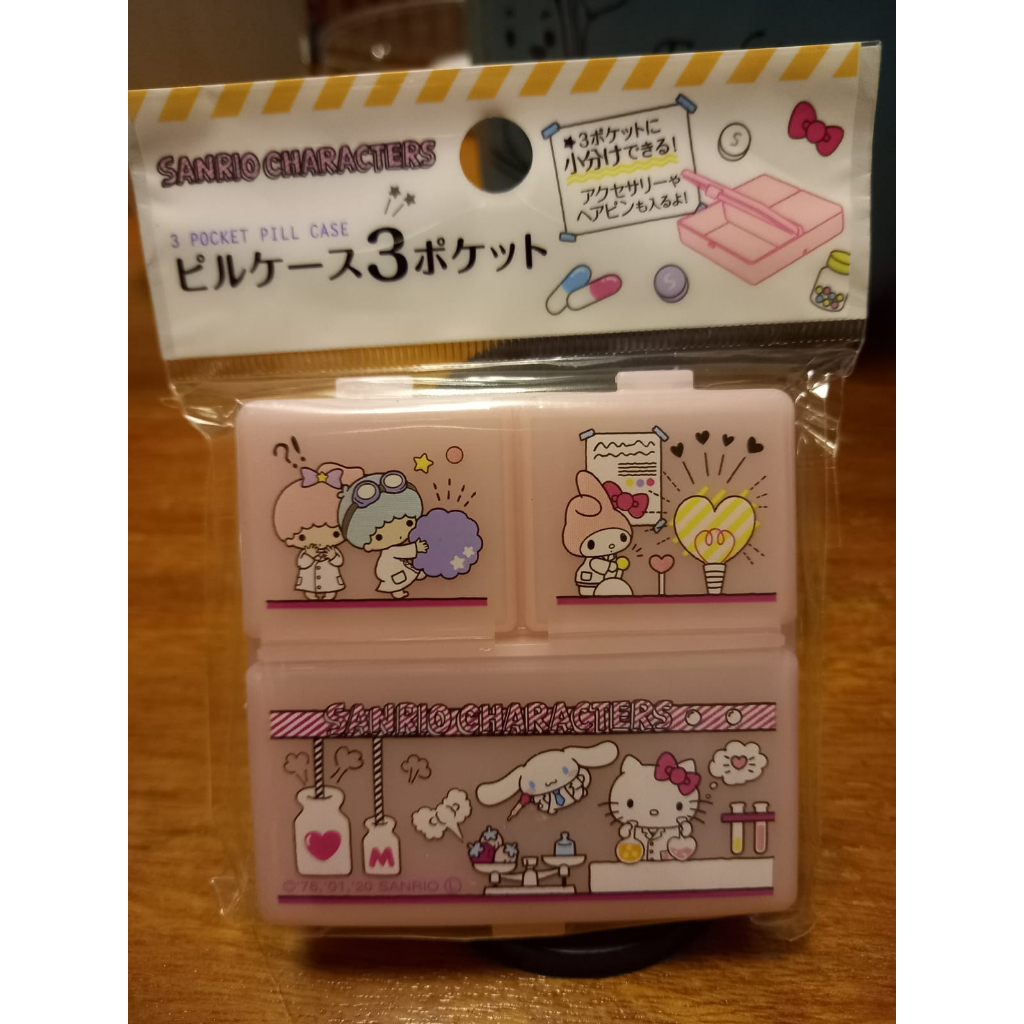 SANRIO CHARACTERS
3 POCKET PILL CASE
ピルケース3ポケット
★3ポケットに
小分けできる!
アクセサリーや
ヘアピンも入るよ!
S
S
?!
SANRIO CHARACTERS
M
©'76,'01,'20 SANRIO Ⓛ